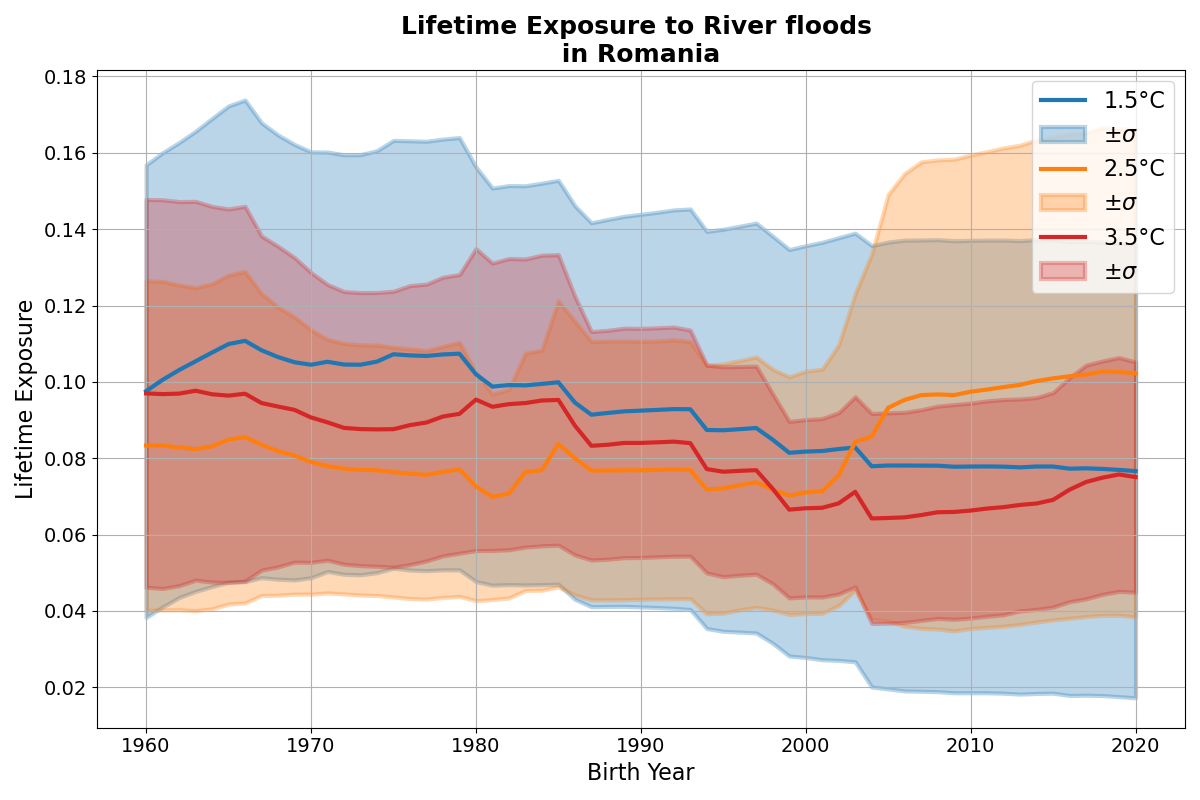 Lifetime Exposure to River floods
in Romania
Lifetime Exposure
0.18
0.16
0.14
0.12
0.10
0.08
0.06
0.04
0.02
1960
1970
1980
1990
2000
2010
2020
Birth Year
1.5°C
±σ
2.5°C
±σ
3.5°C
±σ